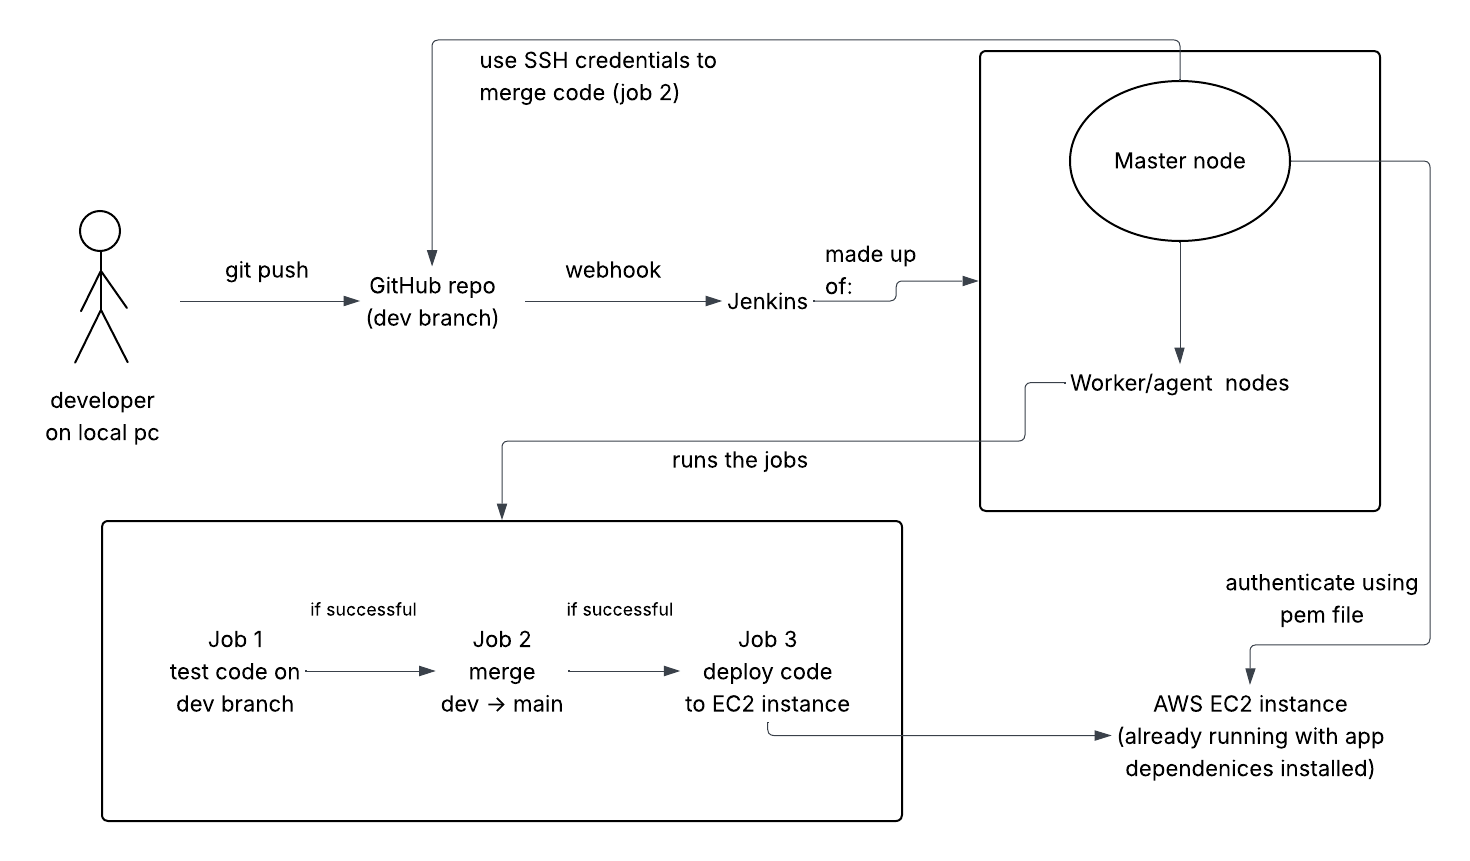 use SSH credentials to
merge code (job 2)
Master node
git push
webhook
made up
of:
GitHub repo
(dev branch)
Jenkins
developer
on local pc
Worker/agent nodes
runs the jobs
if successful
if successful
Job 1
test code on
dev branch
Job 2
merge
dev → main
Job 3
deploy code
to EC2 instance
authenticate using
pem file
AWS EC2 instance
(already running with app
dependenices installed)